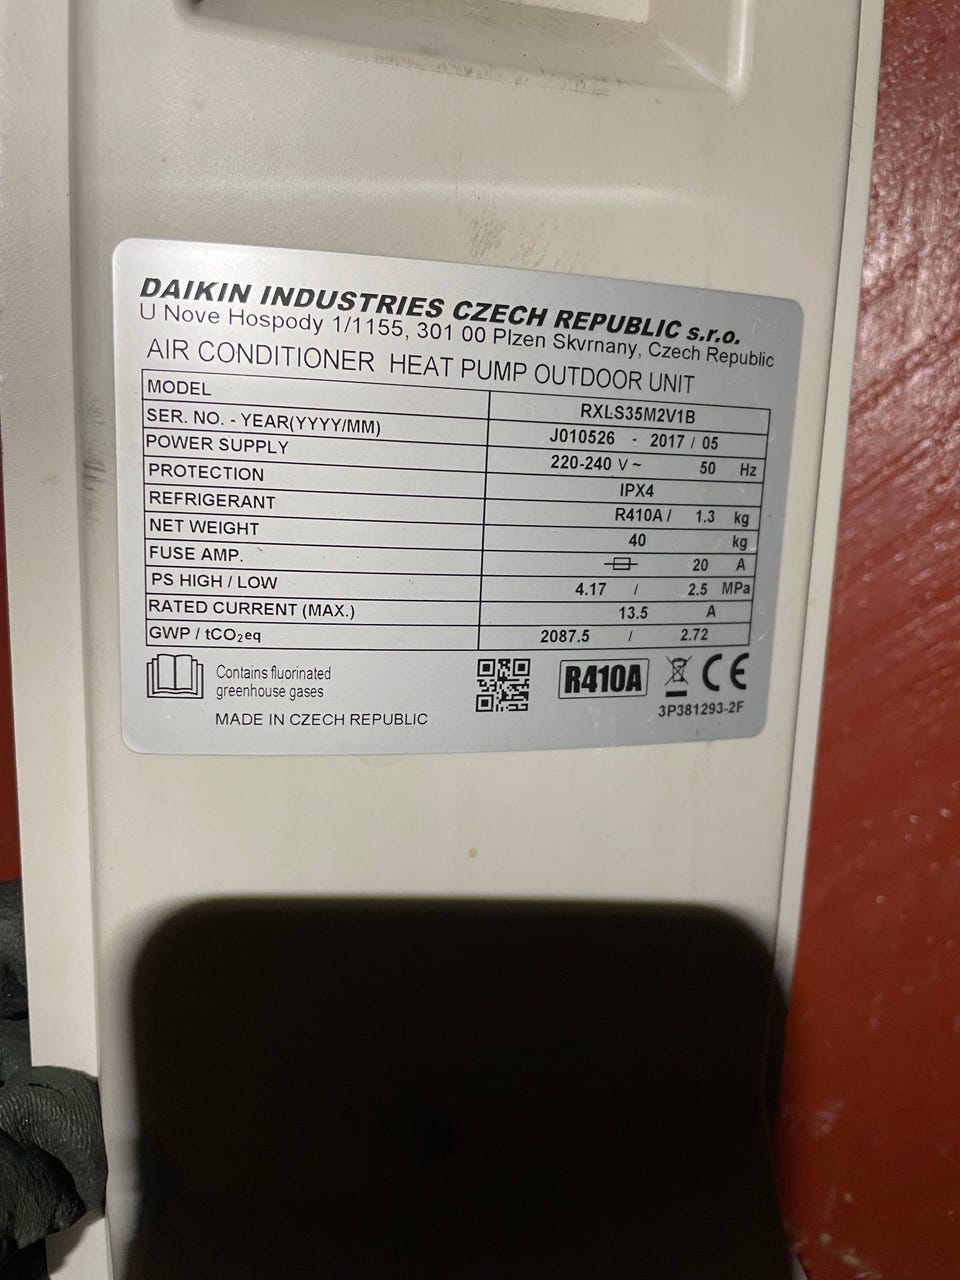 DAIKIN INDUSTRIES CZECH REPUBLIC s.r.o.
U Nove Hospody 1/1155, 301 00 Plzen Skvrnany, Czech Republic
AIR CONDITIONER HEAT PUMP OUTDOOR UNIT
MODEL RXLS35M2V1B
SER. NO. - YEAR(YYYY/MM) J010526 - 2017 / 05
POWER SUPPLY 220-240 V ~ 50 Hz
PROTECTION IPX4
REFRIGERANT R410A / 1.3 kg
NET WEIGHT 40 kg
FUSE AMP. 20 A
PS HIGH / LOW 4.17 / 2.5 MPa
RATED CURRENT (MAX.) 13.5 A
GWP / tCO₂eq 2087.5 / 2.72
Contains fluorinated
greenhouse gases
R410A
CE
MADE IN CZECH REPUBLIC
3P381293-2F